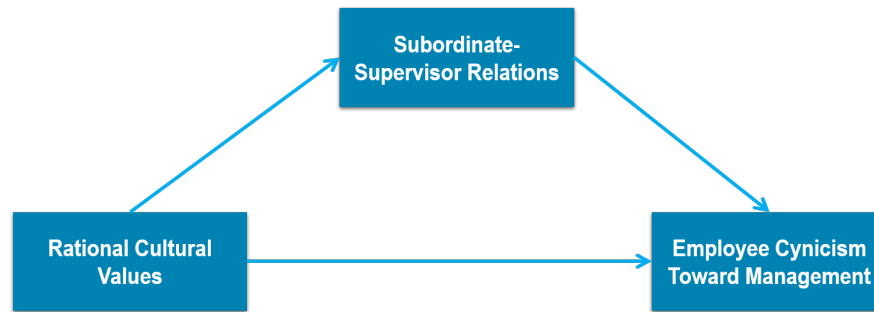 Subordinate-
Supervisor Relations
Rational Cultural
Values
Employee Cynicism
Toward Management